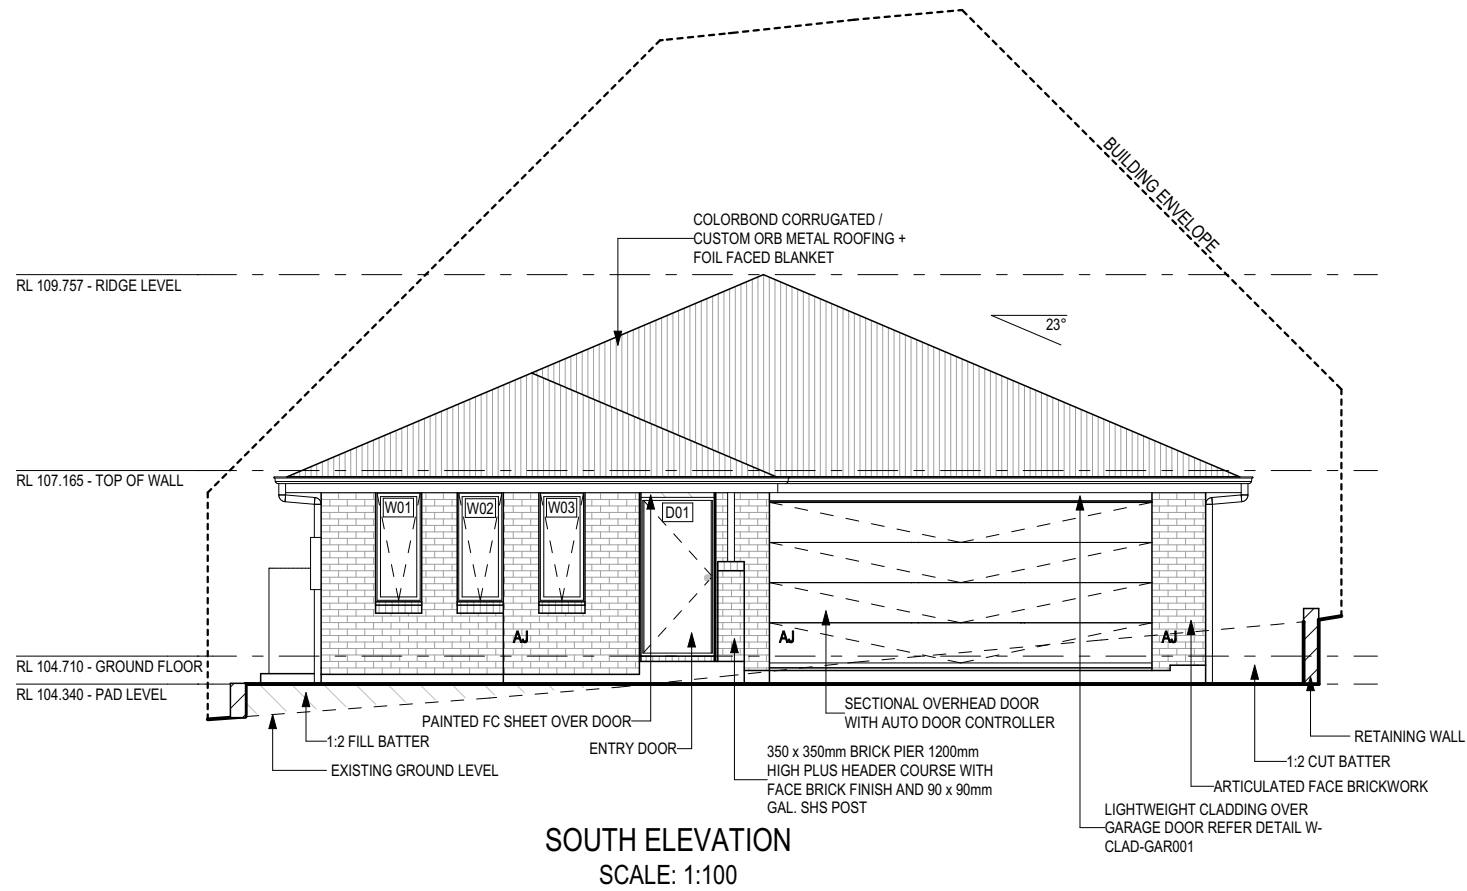 BUILDING ENVELOPE
COLORBOND CORRUGATED /
CUSTOM ORB METAL ROOFING +
FOIL FACED BLANKET
RL 109.757 - RIDGE LEVEL
23°
RL 107.165 - TOP OF WALL
W01
W02
W03
D01
AJ
AJ
AJ
RL 104.710 - GROUND FLOOR
RL 104.340 - PAD LEVEL
PAINTED FC SHEET OVER DOOR
SECTIONAL OVERHEAD DOOR
WITH AUTO DOOR CONTROLLER
1:2 FILL BATTER
ENTRY DOOR
RETAINING WALL
EXISTING GROUND LEVEL
350 x 350mm BRICK PIER 1200mm
HIGH PLUS HEADER COURSE WITH
FACE BRICK FINISH AND 90 x 90mm
GAL. SHS POST
1:2 CUT BATTER
ARTICULATED FACE BRICKWORK
LIGHTWEIGHT CLADDING OVER
GARAGE DOOR REFER DETAIL W-
CLAD-GAR001
SOUTH ELEVATION
SCALE: 1:100